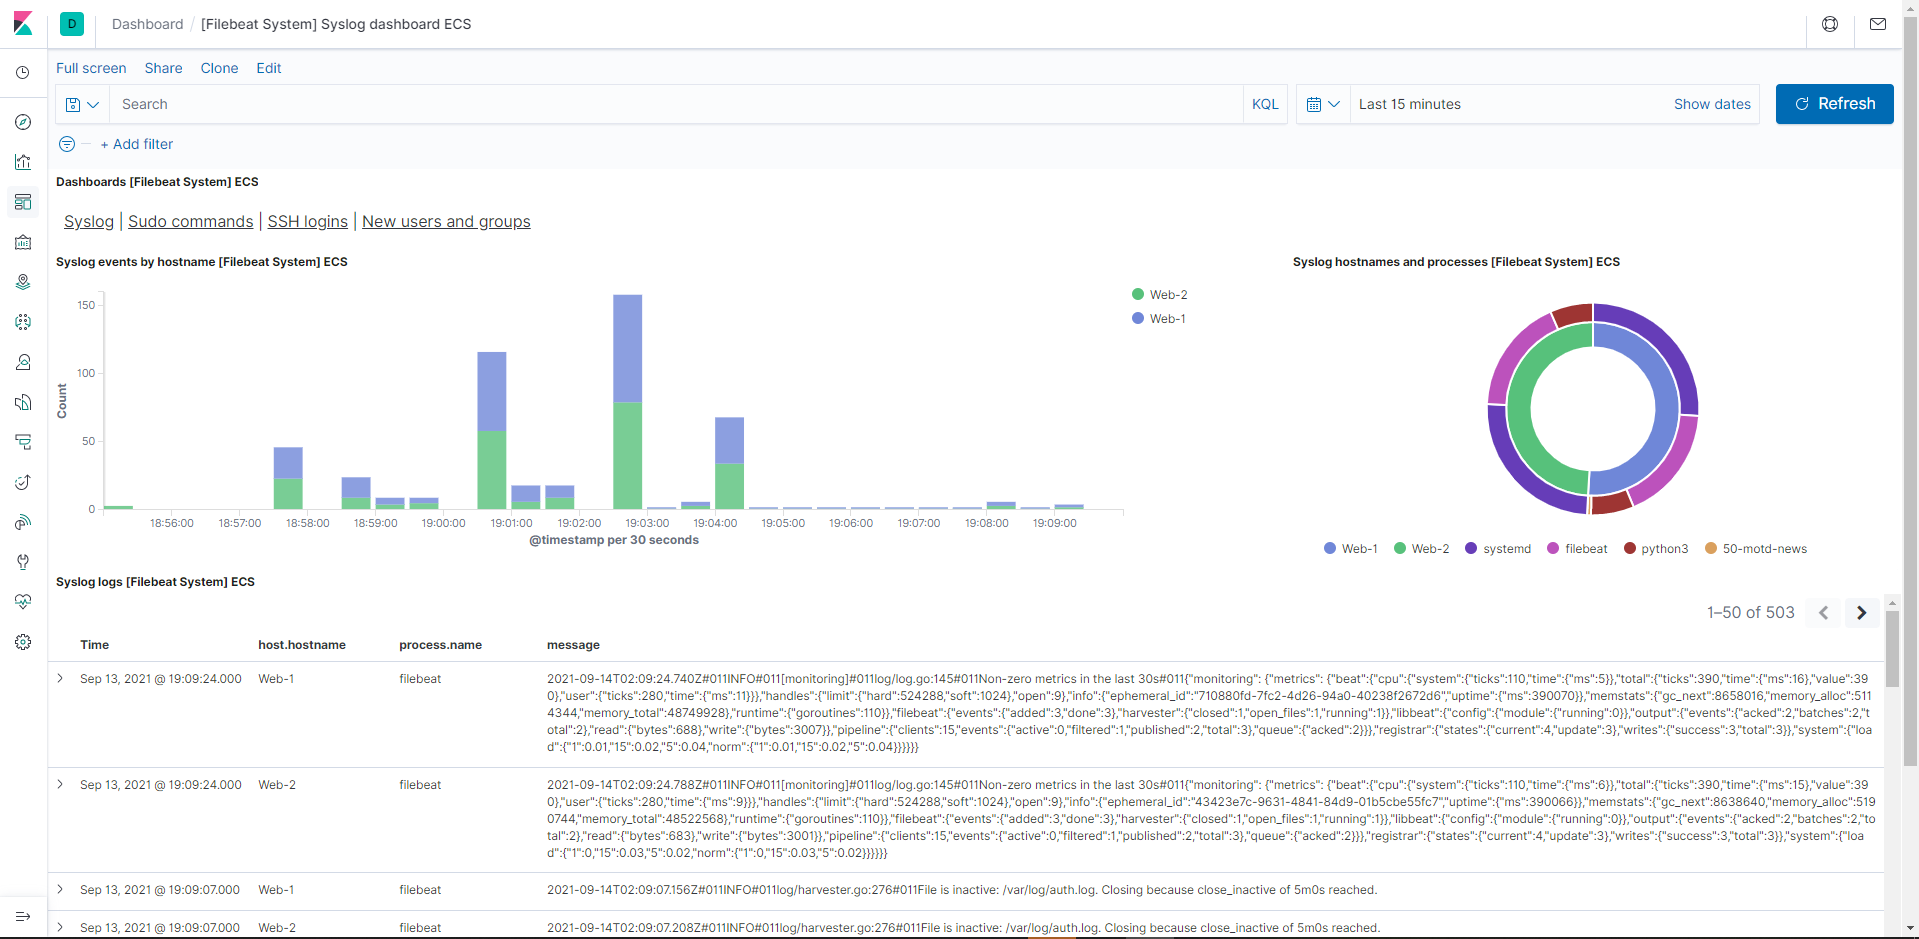 D Dashboard / [Filebeat System] Syslog dashboard ECS
Full screen Share Clone Edit
Search KQL Last 15 minutes Show dates Refresh
+ Add filter
Dashboards [Filebeat System] ECS
Syslog | Sudo commands | SSH logins | New users and groups
Syslog events by hostname [Filebeat System] ECS
150
100
50
0
Count
18:56:00 18:57:00 18:58:00 18:59:00 19:00:00 19:01:00 19:02:00 19:03:00 19:04:00 19:05:00 19:06:00 19:07:00 19:08:00 19:09:00
@timestamp per 30 seconds
Web-2
Web-1
Syslog hostnames and processes [Filebeat System] ECS
Web-1 Web-2 systemd filebeat python3 50-motd-news
Syslog logs [Filebeat System] ECS
1–50 of 503
Time host.hostname process.name message
Sep 13, 2021 @ 19:09:24.000 Web-1 filebeat 2021-09-14T02:09:24.740Z#011INFO#011[monitoring]#011log/log.go:145#011Non-zero metrics in the last 30s#011{"monitoring": {"metrics": {"beat":{"cpu":{"system":{"ticks":110,"time":{"ms":5}},"total":{"ticks":390,"time":{"ms":16},"value":39
0},"user":{"ticks":280,"time":{"ms":11}}},"handles":{"limit":{"hard":524288,"soft":1024},"open":9},"info":{"ephemeral_id":"710880fd-7fc2-4d26-94a0-40238f2672d6","uptime":{"ms":390070}},"memstats":{"gc_next":8658016,"memory_alloc":511
4344,"memory_total":48749928},"runtime":{"goroutines":110}},"filebeat":{"events":{"added":3,"done":3},"harvester":{"closed":1,"open_files":1,"running":1}},"libbeat":{"config":{"module":{"running":0}},"output":{"events":{"acked":2,"batches":2,"t
otal":2},"read":{"bytes":688},"write":{"bytes":3007}},"pipeline":{"clients":15,"events":{"active":0,"filtered":1,"published":2,"total":3},"queue":{"acked":2}}},"registrar":{"states":{"current":4,"update":3},"writes":{"success":3,"total":3}},"system":{"loa
d":{"1":0.01,"15":0.02,"5":0.04,"norm":{"1":0.01,"15":0.02,"5":0.04}}}}}}
Sep 13, 2021 @ 19:09:24.000 Web-2 filebeat 2021-09-14T02:09:24.788Z#011INFO#011[monitoring]#011log/log.go:145#011Non-zero metrics in the last 30s#011{"monitoring": {"metrics": {"beat":{"cpu":{"system":{"ticks":110,"time":{"ms":6}},"total":{"ticks":390,"time":{"ms":15},"value":39
0},"user":{"ticks":280,"time":{"ms":9}}},"handles":{"limit":{"hard":524288,"soft":1024},"open":9},"info":{"ephemeral_id":"43423e7c-9631-4841-84d9-01b5cbe55fc7","uptime":{"ms":390066}},"memstats":{"gc_next":8638640,"memory_alloc":519
0744,"memory_total":48522568},"runtime":{"goroutines":110}},"filebeat":{"events":{"added":3,"done":3},"harvester":{"closed":1,"open_files":1,"running":1}},"libbeat":{"config":{"module":{"running":0}},"output":{"events":{"acked":2,"batches":2,"to
tal":2},"read":{"bytes":683},"write":{"bytes":3001}},"pipeline":{"clients":15,"events":{"active":0,"filtered":1,"published":2,"total":3},"queue":{"acked":2}}},"registrar":{"states":{"current":4,"update":3},"writes":{"success":3,"total":3}},"system":{"loa
d":{"1":0,"15":0.03,"5":0.02,"norm":{"1":0,"15":0.03,"5":0.02}}}}}}
Sep 13, 2021 @ 19:09:07.000 Web-1 filebeat 2021-09-14T02:09:07.156Z#011INFO#011log/harvester.go:276#011File is inactive: /var/log/auth.log. Closing because close_inactive of 5m0s reached.
Sep 13, 2021 @ 19:09:07.000 Web-2 filebeat 2021-09-14T02:09:07.208Z#011INFO#011log/harvester.go:276#011File is inactive: /var/log/auth.log. Closing because close_inactive of 5m0s reached.